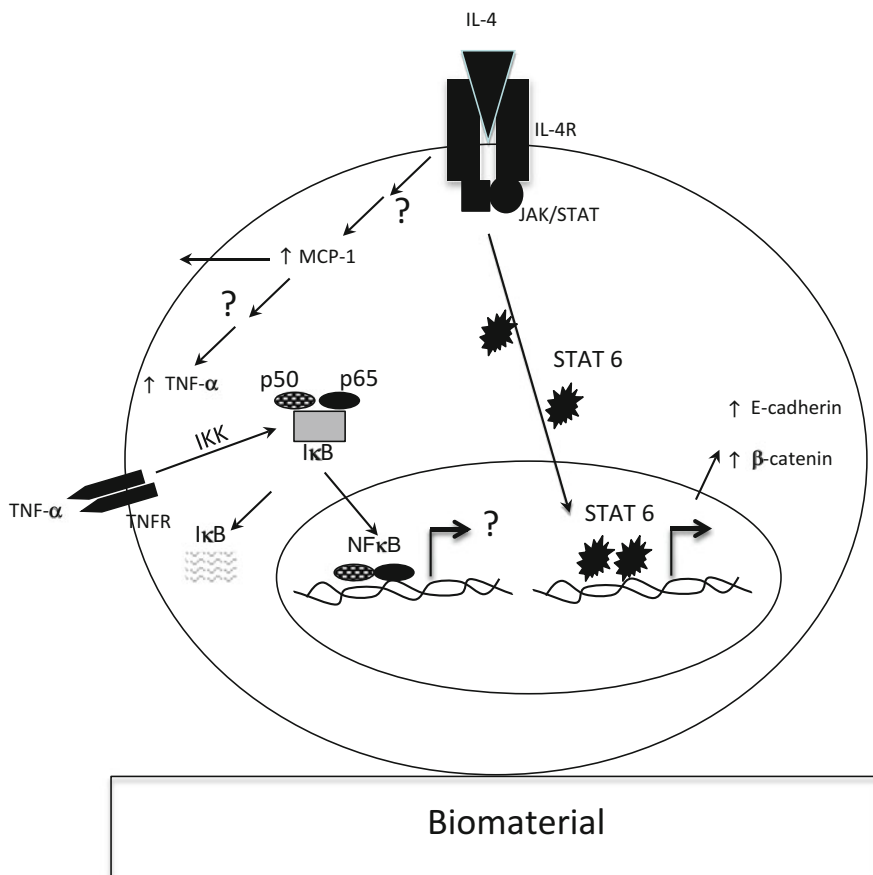 IL-4
IL-4R
JAK/STAT
?
↑ MCP-1
?
↑ TNF-α
STAT 6
p50 p65
↑ E-cadherin
IKK
IκB
↑ β-catenin
TNF-α
TNFR
IκB
NFκB
?
STAT 6
Biomaterial